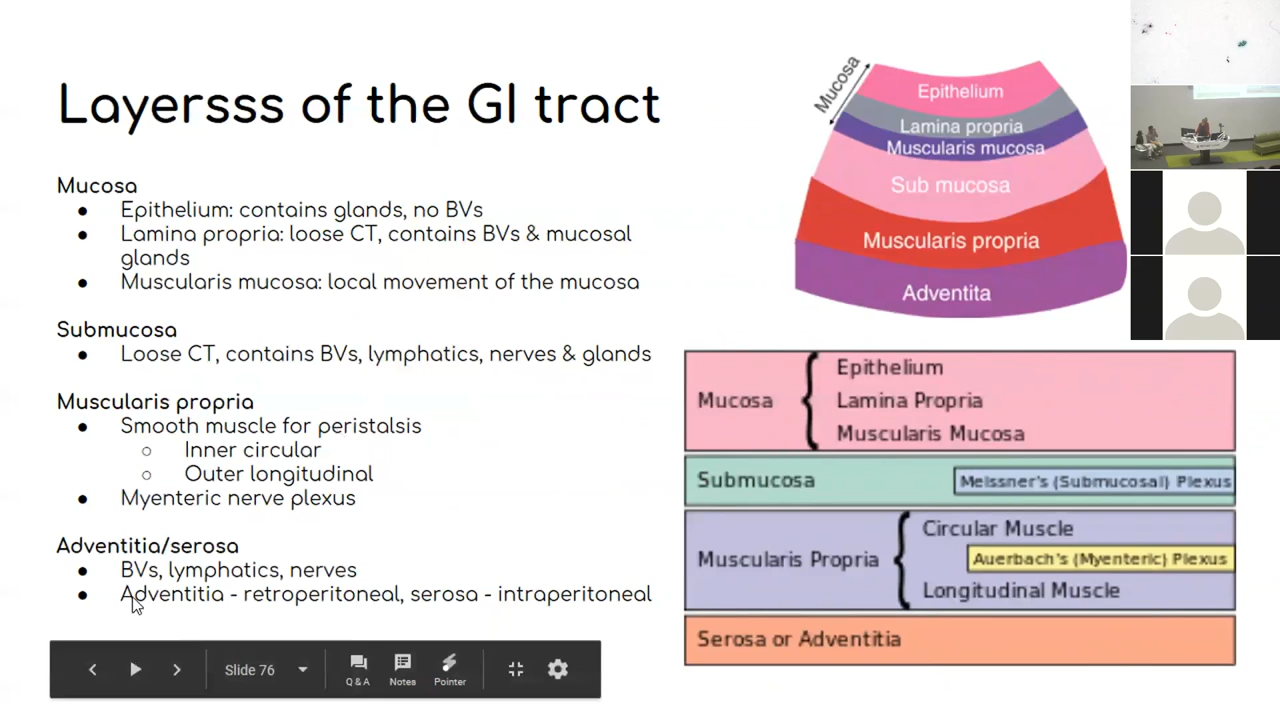 Layersss of the GI tract
Mucosa
● Epithelium: contains glands, no BVs
● Lamina propria: loose CT, contains BVs & mucosal
glands
● Muscularis mucosa: local movement of the mucosa
Submucosa
● Loose CT, contains BVs, lymphatics, nerves & glands
Muscularis propria
● Smooth muscle for peristalsis
○ Inner circular
○ Outer longitudinal
● Myenteric nerve plexus
Adventitia/serosa
● BVs, lymphatics, nerves
● Adventitia - retroperitoneal, serosa - intraperitoneal
Mucosa
Epithelium
Lamina propria
Muscularis mucosa
Sub mucosa
Muscularis propria
Adventita
Mucosa
Epithelium
Lamina Propria
Muscularis Mucosa
Submucosa
Meissner's (Submucosal) Plexus
Muscularis Propria
Circular Muscle
Auerbach's (Myenteric) Plexus
Longitudinal Muscle
Serosa or Adventitia
Slide 76
Q & A
Notes
Pointer